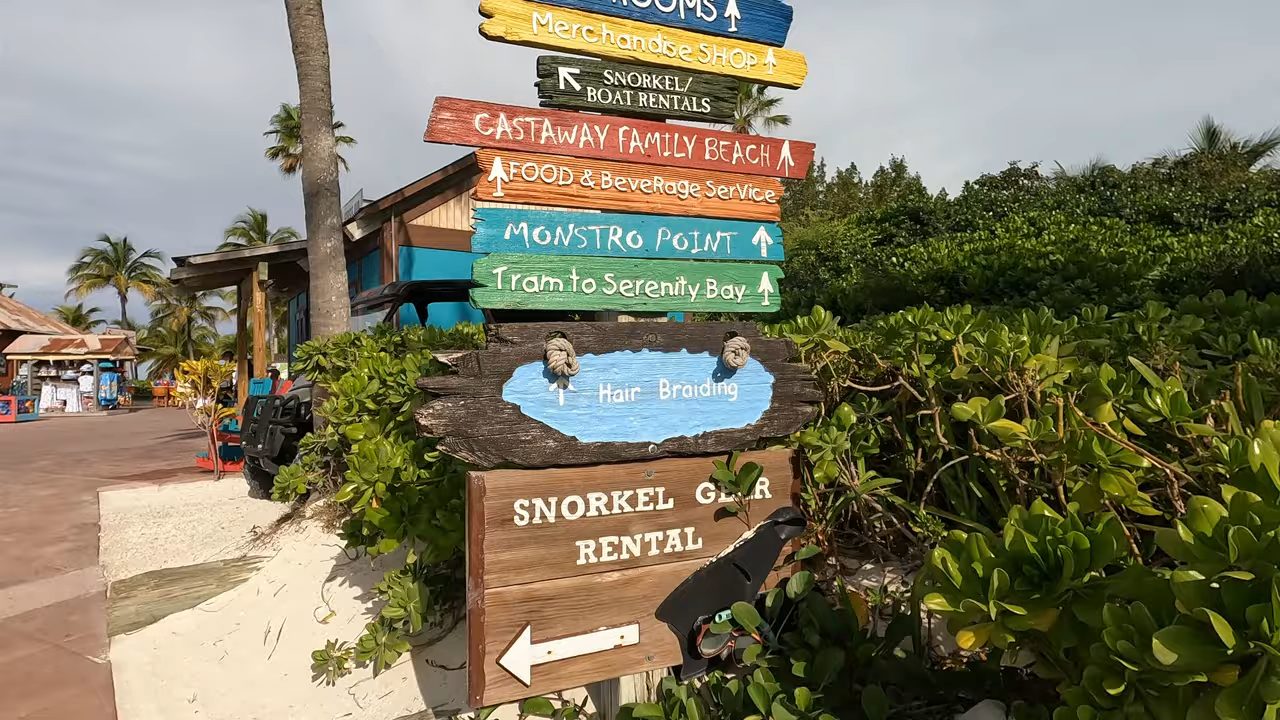 Merchandise SHOP
SNORKEL/
BOAT RENTALS
CASTAWAY FAMILY BEACH
FOOD & BeveRage SerVice
MONSTRO POINT
Tram to Serenity Bay
Hair Braiding
SNORKEL GEAR
RENTAL